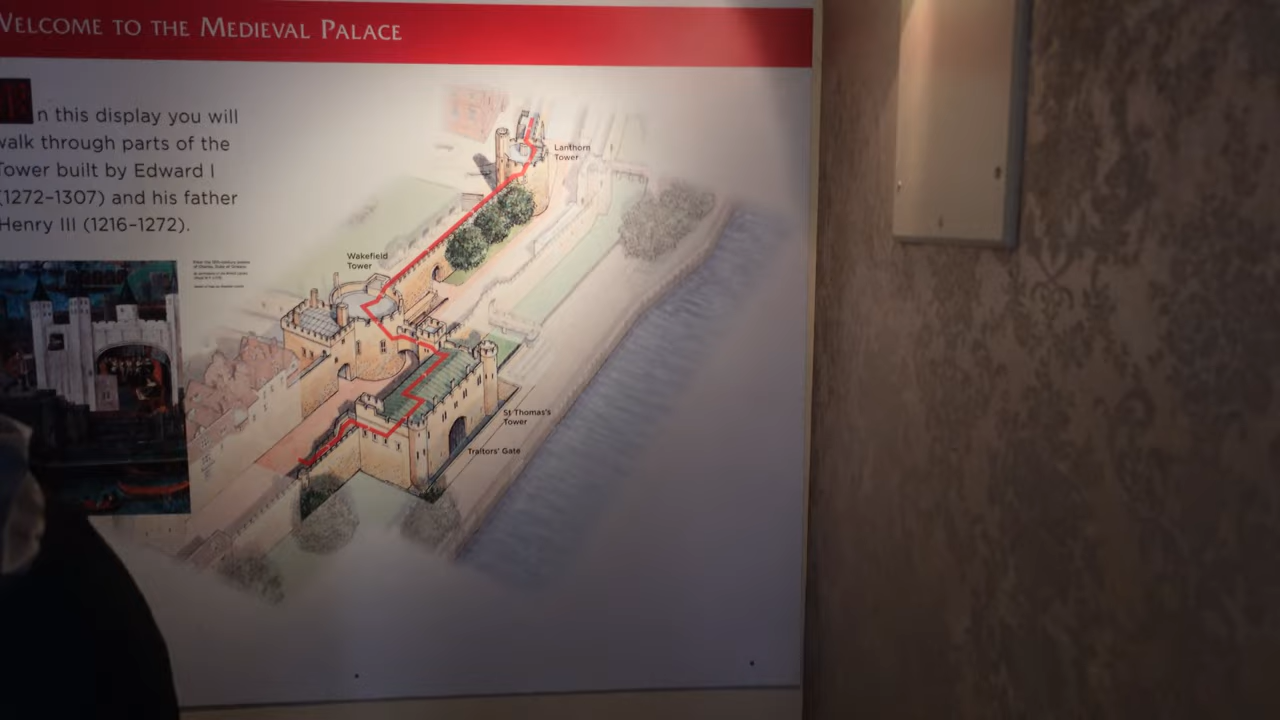 WELCOME TO THE MEDIEVAL PALACE
n this display you will
walk through parts of the
Tower built by Edward I
(1272–1307) and his father
Henry III (1216–1272).
Lanthorn
Tower
Wakefield
Tower
St Thomas's
Tower
Traitors' Gate